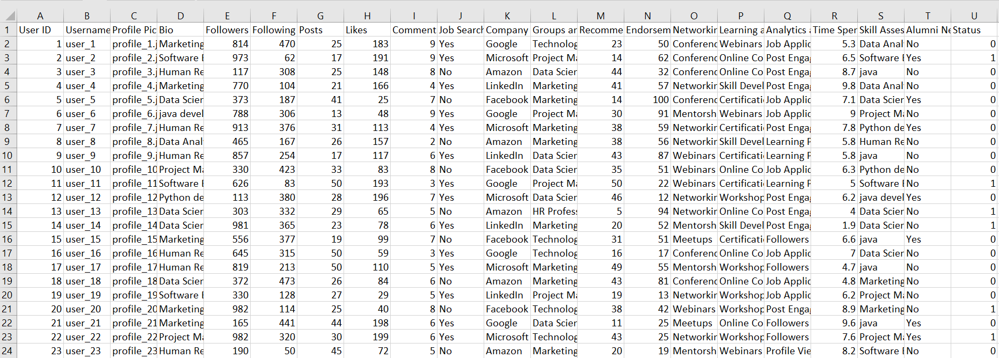 A B C D E F G H I J K L M N O P Q R S T U
1 User ID Username Profile Pic Bio Followers Following Posts Likes Comment Job Search Company Groups an Recomme Endorsem Networkin Learning a Analytics a Time Spen Skill Asses Alumni Ne Status
2 1 user_1 profile_1.j Marketing 814 470 25 183 9 Yes Google Technolog 23 50 Conferenc Webinars Job Applic 5.3 Data Anal No 0
3 2 user_2 profile_2.j Software E 973 62 17 191 9 Yes Microsoft Project Ma 14 62 Conferenc Online Co Post Engag 6.5 Software E Yes 1
4 3 user_3 profile_3.j Human Re 117 308 25 148 8 No Amazon Data Scien 44 32 Conferenc Online Co Post Engag 8.7 java No 0
5 4 user_4 profile_4.j Marketing 770 104 21 166 4 Yes LinkedIn Marketing 41 57 Networkin Skill Devel Post Engag 9.8 Data Anal No 0
6 5 user_5 profile_5.j Data Scien 373 187 41 25 7 No Facebook Marketing 14 100 Conferenc Certificati Job Applic 7.1 Data Scien Yes 0
7 6 user_6 profile_6.j java devel 788 306 13 48 9 Yes Google Project Ma 30 91 Mentorsh Webinars Job Applic 9 Project Ma No 0
8 7 user_7 profile_7.j Human Re 913 376 31 113 4 Yes Microsoft Marketing 38 59 Networkin Certificati Post Engag 7.8 Python de Yes 0
9 8 user_8 profile_8.j Data Anal 465 167 26 157 2 No Amazon Marketing 38 56 Networkin Skill Devel Learning P 5.8 Human Re No 0
10 9 user_9 profile_9.j Human Re 857 254 17 117 6 Yes LinkedIn Data Scien 43 87 Webinars Certificati Learning P 5.8 java No 0
11 10 user_10 profile_10 Project Ma 330 423 33 83 8 No Facebook Data Scien 35 51 Webinars Online Co Job Applic 6.3 Python de No 0
12 11 user_11 profile_11 Software E 626 83 50 193 3 Yes Google Project Ma 50 22 Webinars Certificati Learning P 5 Software E No 1
13 12 user_12 profile_12 Python de 113 380 28 196 7 Yes Microsoft Data Scien 46 12 Networkin Workshop Post Engag 6.2 java devel Yes 0
14 13 user_13 profile_13 Data Scien 303 332 29 65 5 No Amazon HR Profess 5 94 Networkin Online Co Post Engag 4 Data Scien No 1
15 14 user_14 profile_14 Data Scien 981 365 23 78 6 Yes LinkedIn Marketing 20 52 Mentorsh Skill Devel Post Engag 1.9 Data Scien No 1
16 15 user_15 profile_15 Marketing 556 377 19 99 7 No Facebook Technolog 31 51 Meetups Certificati Followers 6.6 java Yes 0
17 16 user_16 profile_16 Human Re 645 315 50 59 3 Yes Google Technolog 16 17 Conferenc Online Co Job Applic 7 Data Scien No 0
18 17 user_17 profile_17 Human Re 819 213 50 110 5 Yes Microsoft Marketing 49 55 Mentorsh Workshop Followers 4.7 java No 0
19 18 user_18 profile_18 Data Scien 372 473 26 84 6 No Amazon Marketing 43 81 Conferenc Online Co Job Applic 4.8 Marketing No 0
20 19 user_19 profile_19 Software E 330 128 27 29 5 Yes LinkedIn Project Ma 19 13 Networkin Workshop Job Applic 6.2 Project Ma No 0
21 20 user_20 profile_20 Marketing 982 114 25 40 8 No Facebook Technolog 38 42 Webinars Workshop Post Engag 8.9 Marketing No 1
22 21 user_21 profile_21 Marketing 165 441 44 198 6 Yes Google Data Scien 11 25 Meetups Online Co Followers 9.6 java Yes 0
23 22 user_22 profile_22 Project Ma 982 320 30 199 6 Yes Microsoft Technolog 43 25 Networkin Workshop Followers 7.6 Project Ma Yes 1
24 23 user_23 profile_23 Human Re 190 50 45 72 5 No Amazon Marketing 20 19 Mentorsh Webinars Profile Vie 8.2 Software E No 0